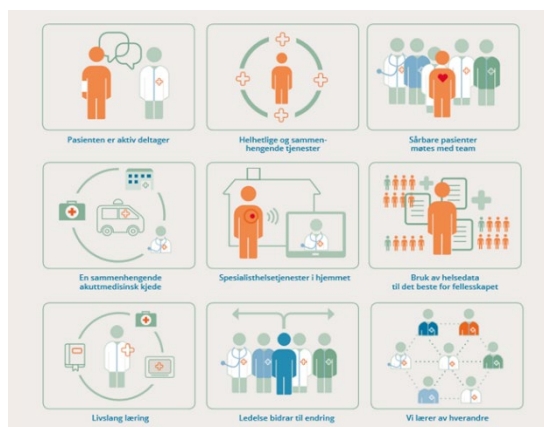 Pasienten er aktiv deltager
Helhetlige og sammen-
hengende tjenester
Sårbare pasienter
møtes med team
En sammenhengende
akuttmedisinsk kjede
Spesialisthelsetjenester i hjemmet
Bruk av helsedata
til det beste for fellesskapet
Livslang læring
Ledelse bidrar til endring
Vi lærer av hverandre